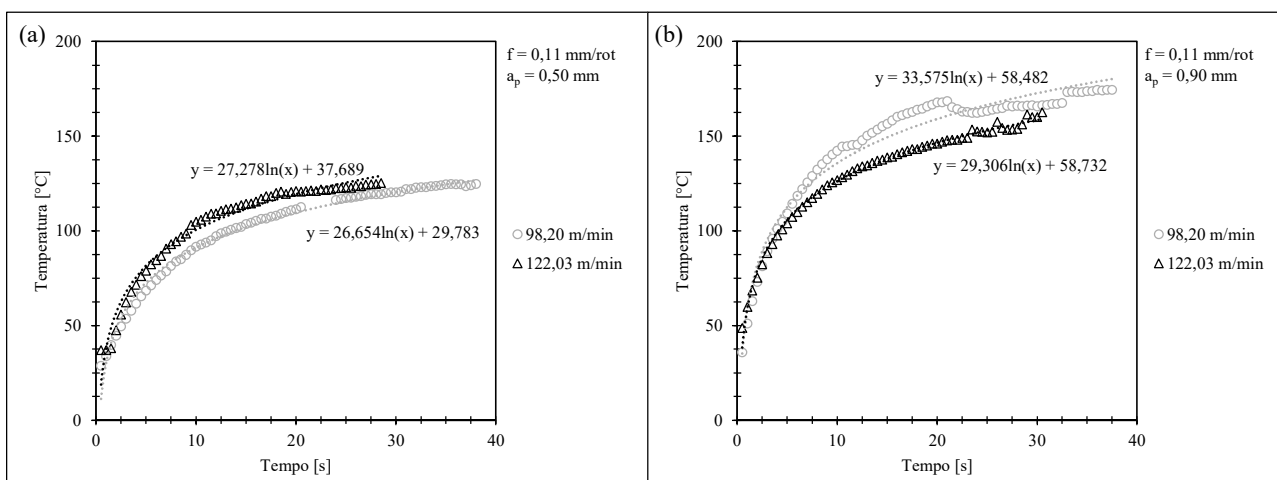 (a)
200
150
100
50
0
Temperatura [°C]
0 10 20 30 40
Tempo [s]
y = 27,278ln(x) + 37,689
y = 26,654ln(x) + 29,783
f = 0,11 mm/rot
aₚ = 0,50 mm
98,20 m/min
122,03 m/min
(b)
200
150
100
50
0
Temperatura [°C]
0 10 20 30 40
Tempo [s]
y = 33,575ln(x) + 58,482
y = 29,306ln(x) + 58,732
f = 0,11 mm/rot
aₚ = 0,90 mm
98,20 m/min
122,03 m/min